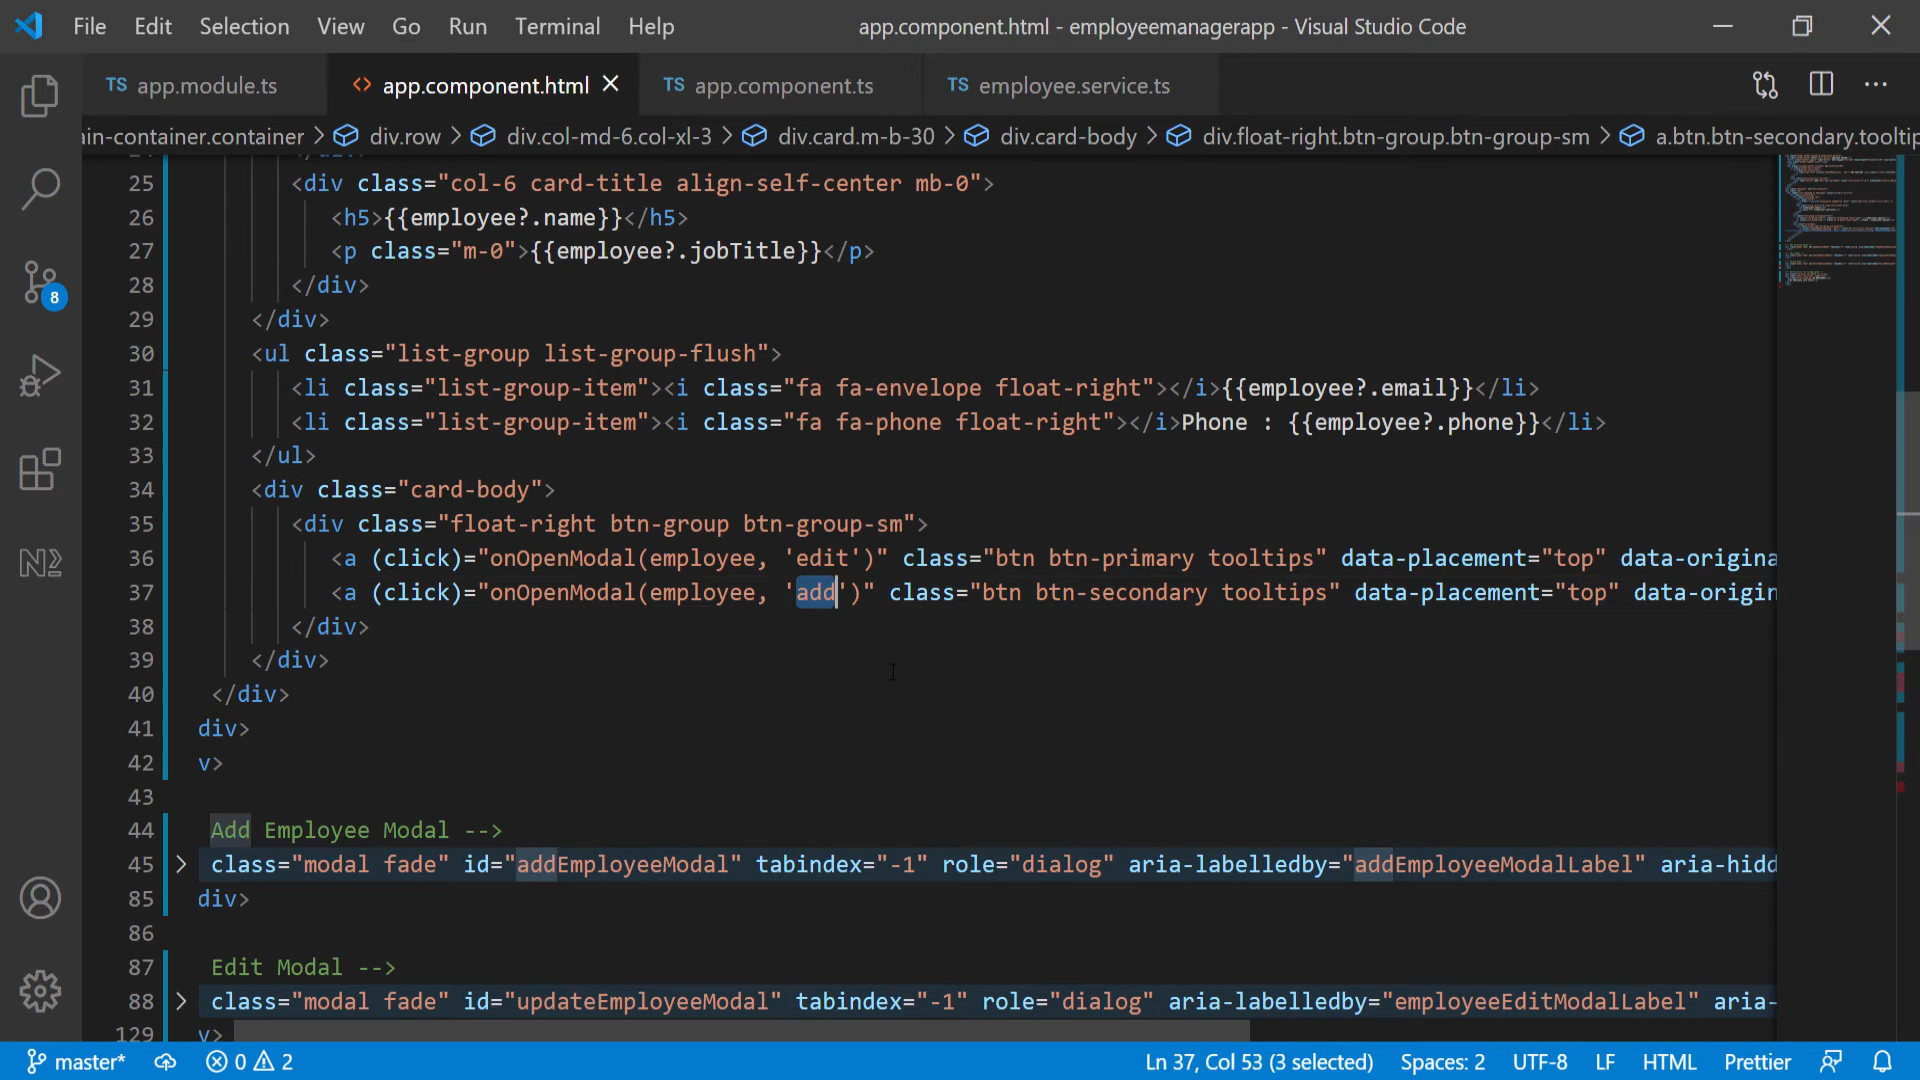 File Edit Selection View Go Run Terminal Help app.component.html - employeemanagerapp - Visual Studio Code
TS app.module.ts <> app.component.html TS app.component.ts TS employee.service.ts
ain-container.container > div.row > div.col-md-6.col-xl-3 > div.card.m-b-30 > div.card-body > div.float-right.btn-group.btn-group-sm > a.btn.btn-secondary.tooltip
25 <div class="col-6 card-title align-self-center mb-0">
26 <h5>{{employee?.name}}</h5>
27 <p class="m-0">{{employee?.jobTitle}}</p>
28 </div>
29 </div>
30 <ul class="list-group list-group-flush">
31 <li class="list-group-item"><i class="fa fa-envelope float-right"></i>{{employee?.email}}</li>
32 <li class="list-group-item"><i class="fa fa-phone float-right"></i>Phone : {{employee?.phone}}</li>
33 </ul>
34 <div class="card-body">
35 <div class="float-right btn-group btn-group-sm">
36 <a (click)="onOpenModal(employee, 'edit')" class="btn btn-primary tooltips" data-placement="top" data-origina
37 <a (click)="onOpenModal(employee, 'add')" class="btn btn-secondary tooltips" data-placement="top" data-origin
38 </div>
39 </div>
40 </div>
41 div>
42 v>
43
44 Add Employee Modal -->
45 class="modal fade" id="addEmployeeModal" tabindex="-1" role="dialog" aria-labelledby="addEmployeeModalLabel" aria-hidd
85 div>
86
87 Edit Modal -->
88 class="modal fade" id="updateEmployeeModal" tabindex="-1" role="dialog" aria-labelledby="employeeEditModalLabel" aria-
129 v>
8
master* 0 2 Ln 37, Col 53 (3 selected) Spaces: 2 UTF-8 LF HTML Prettier